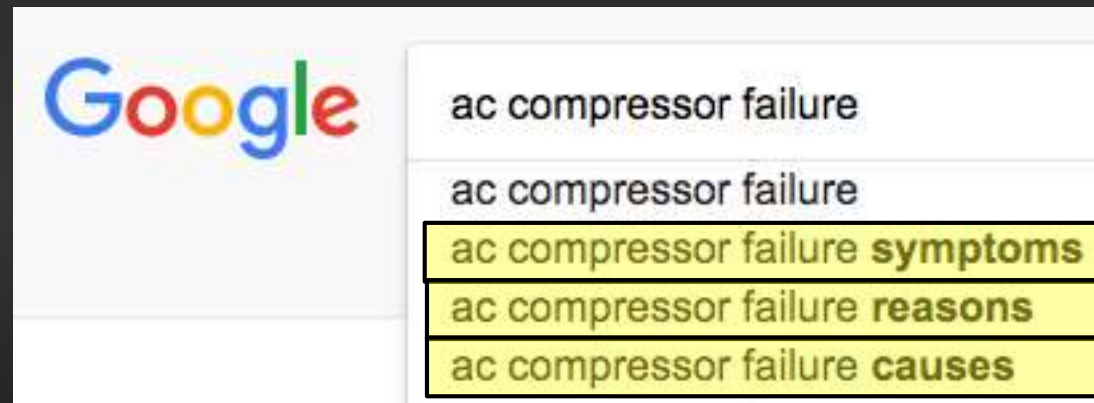 Google
ac compressor failure
ac compressor failure
ac compressor failure symptoms
ac compressor failure reasons
ac compressor failure causes